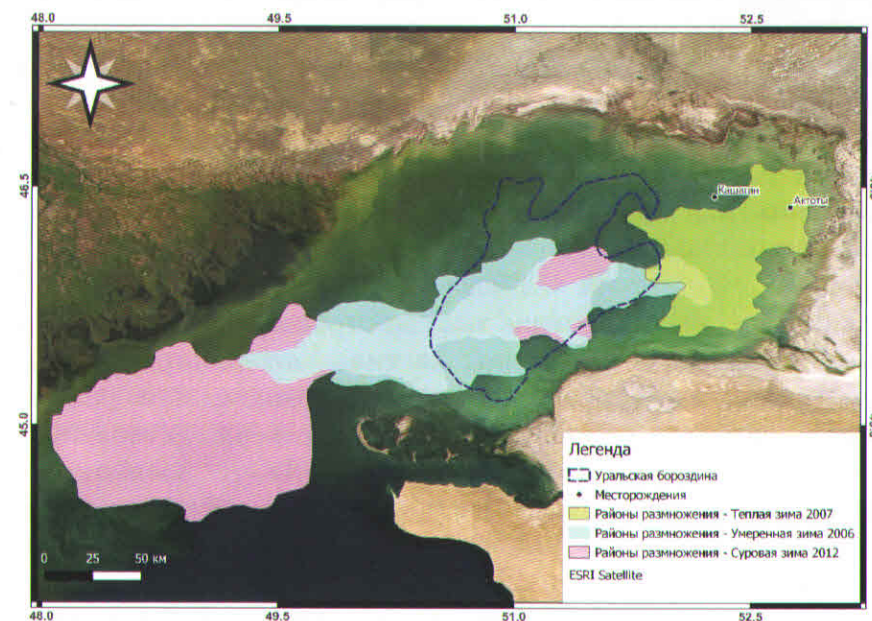 48.0 49.5 51.0 52.5
46.5
Кашаган
Актоты
45.0
Легенда
Уральская бороздина
Месторождения
Районы размножения - Теплая зима 2007
Районы размножения - Умеренная зима 2006
Районы размножения - Суровая зима 2012
ESRI Satellite
0 25 50 км
48.0 49.5 51.0 52.5